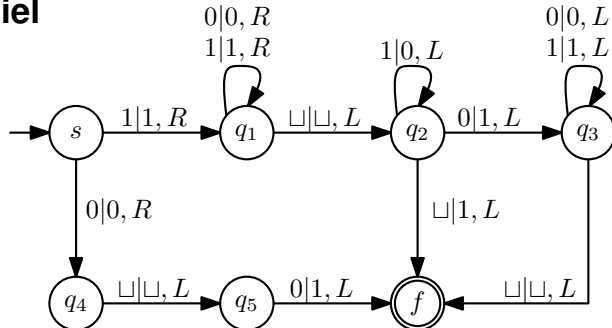 iel
0|0, R
0|0, L
1|1, R
1|0, L
1|1, L
s
1|1, R
q₁
⊔|⊔, L
q₂
0|1, L
q₃
0|0, R
⊔|1, L
q₄
⊔|⊔, L
q₅
0|1, L
f
⊔|⊔, L